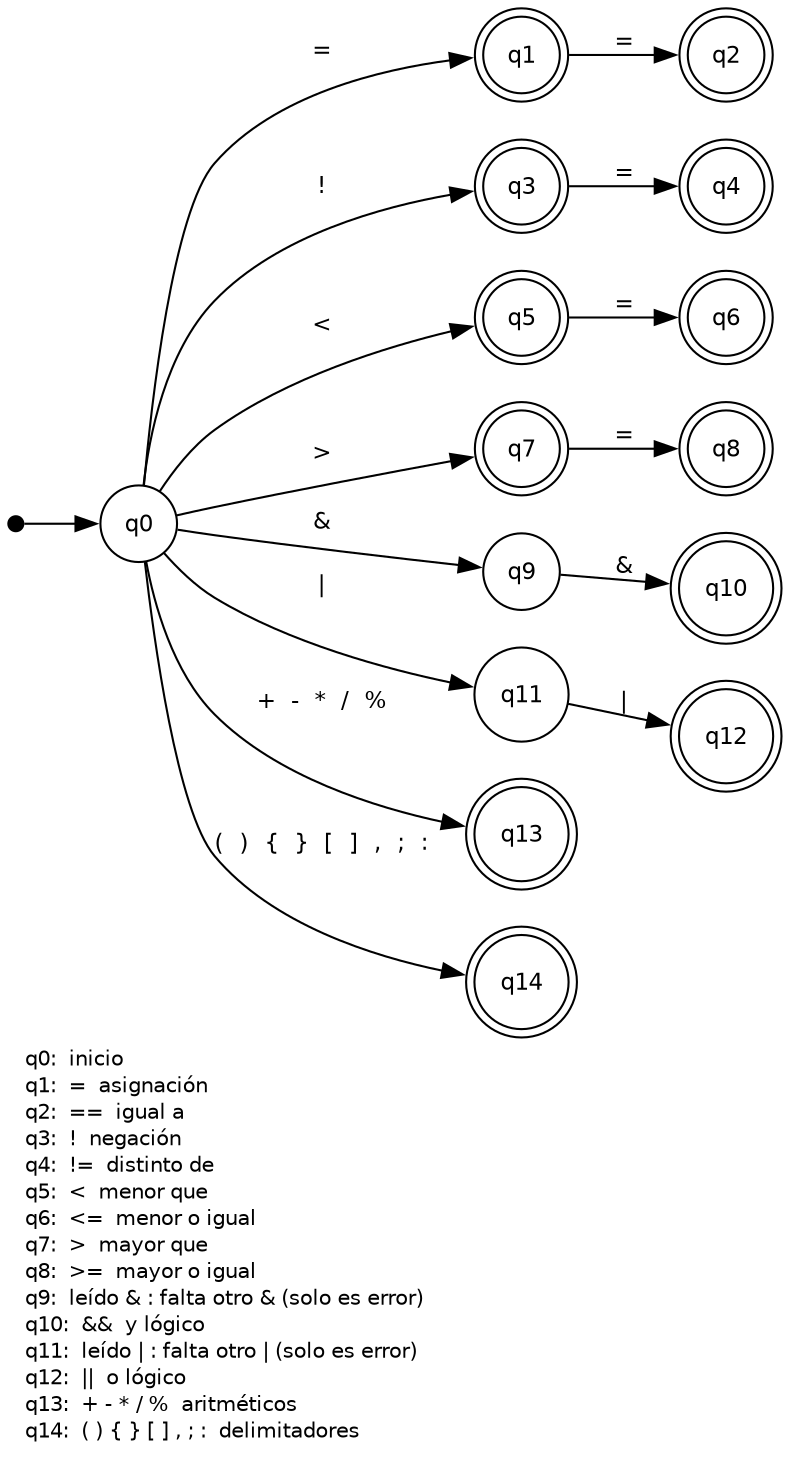 =
q1
=
q2
!
q3
=
q4
<
q5
=
q6
>
q7
=
q8
q0
&
q9
&
q10
|
q11
|
q12
+ - * / %
q13
( ) { } [ ] , ; :
q14
q0: inicio
q1: = asignación
q2: == igual a
q3: ! negación
q4: != distinto de
q5: < menor que
q6: <= menor o igual
q7: > mayor que
q8: >= mayor o igual
q9: leído & : falta otro & (solo es error)
q10: && y lógico
q11: leído | : falta otro | (solo es error)
q12: || o lógico
q13: + - * / % aritméticos
q14: ( ) { } [ ] , ; : delimitadores